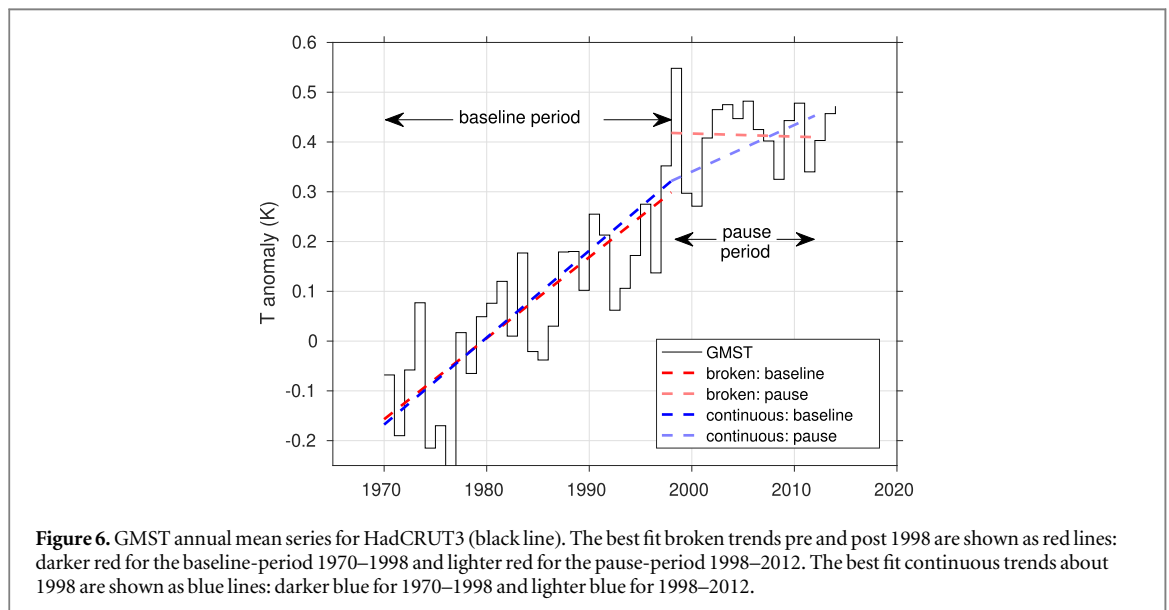 0.6
0.5
0.4
0.3
0.2
0.1
0
-0.1
-0.2
T anomaly (K)
baseline period
pause
period
GMST
broken: baseline
broken: pause
continuous: baseline
continuous: pause
1970 1980 1990 2000 2010 2020
Figure 6. GMST annual mean series for HadCRUT3 (black line). The best fit broken trends pre and post 1998 are shown as red lines:
darker red for the baseline-period 1970–1998 and lighter red for the pause-period 1998–2012. The best fit continuous trends about
1998 are shown as blue lines: darker blue for 1970–1998 and lighter blue for 1998–2012.